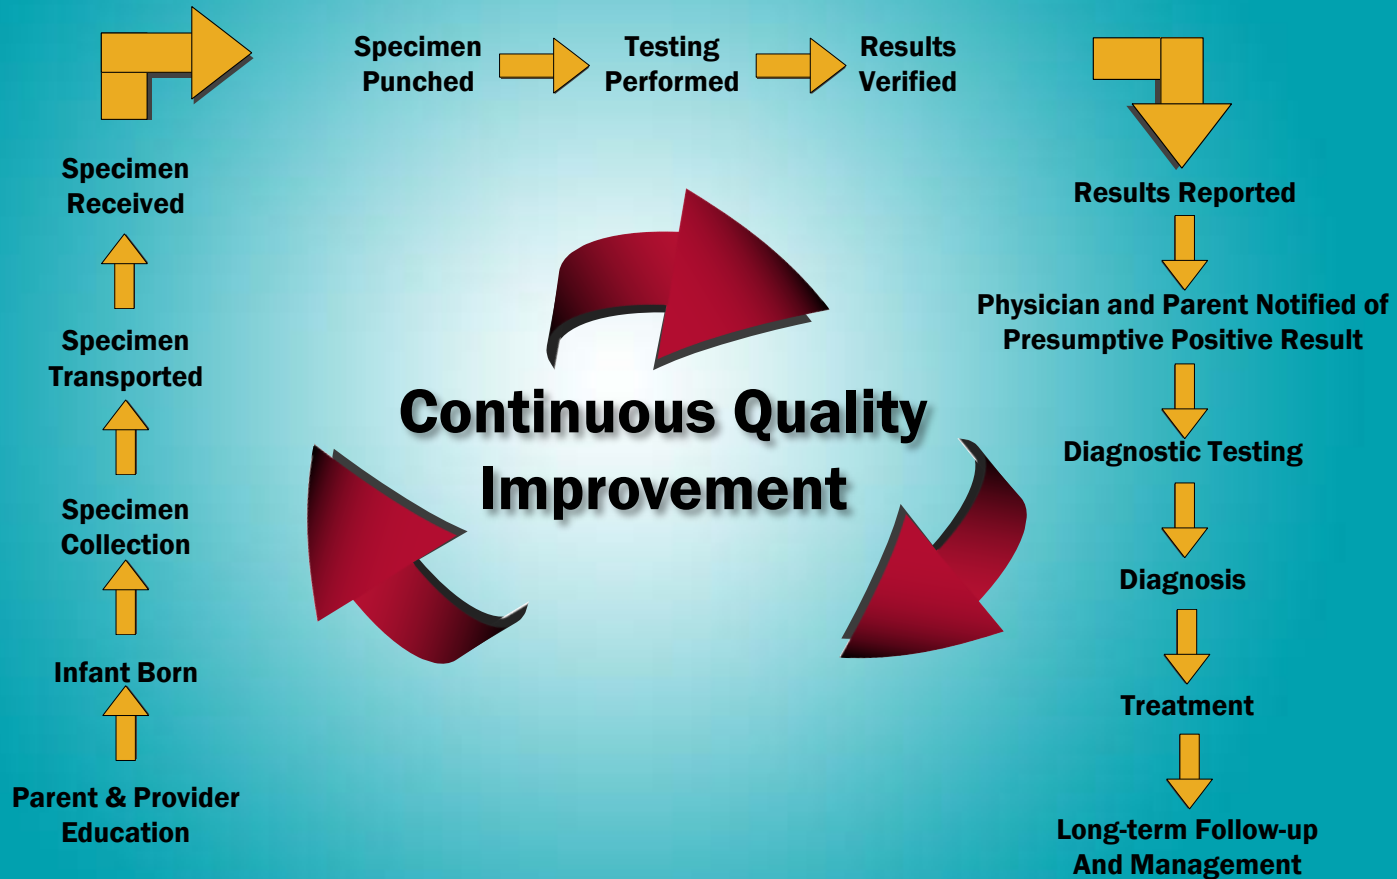 Specimen
Punched
Testing
Performed
Results
Verified
Specimen
Received
Specimen
Transported
Specimen
Collection
Infant Born
Parent & Provider
Education
Continuous Quality
Improvement
Results Reported
Physician and Parent Notified of
Presumptive Positive Result
Diagnostic Testing
Diagnosis
Treatment
Long-term Follow-up
And Management